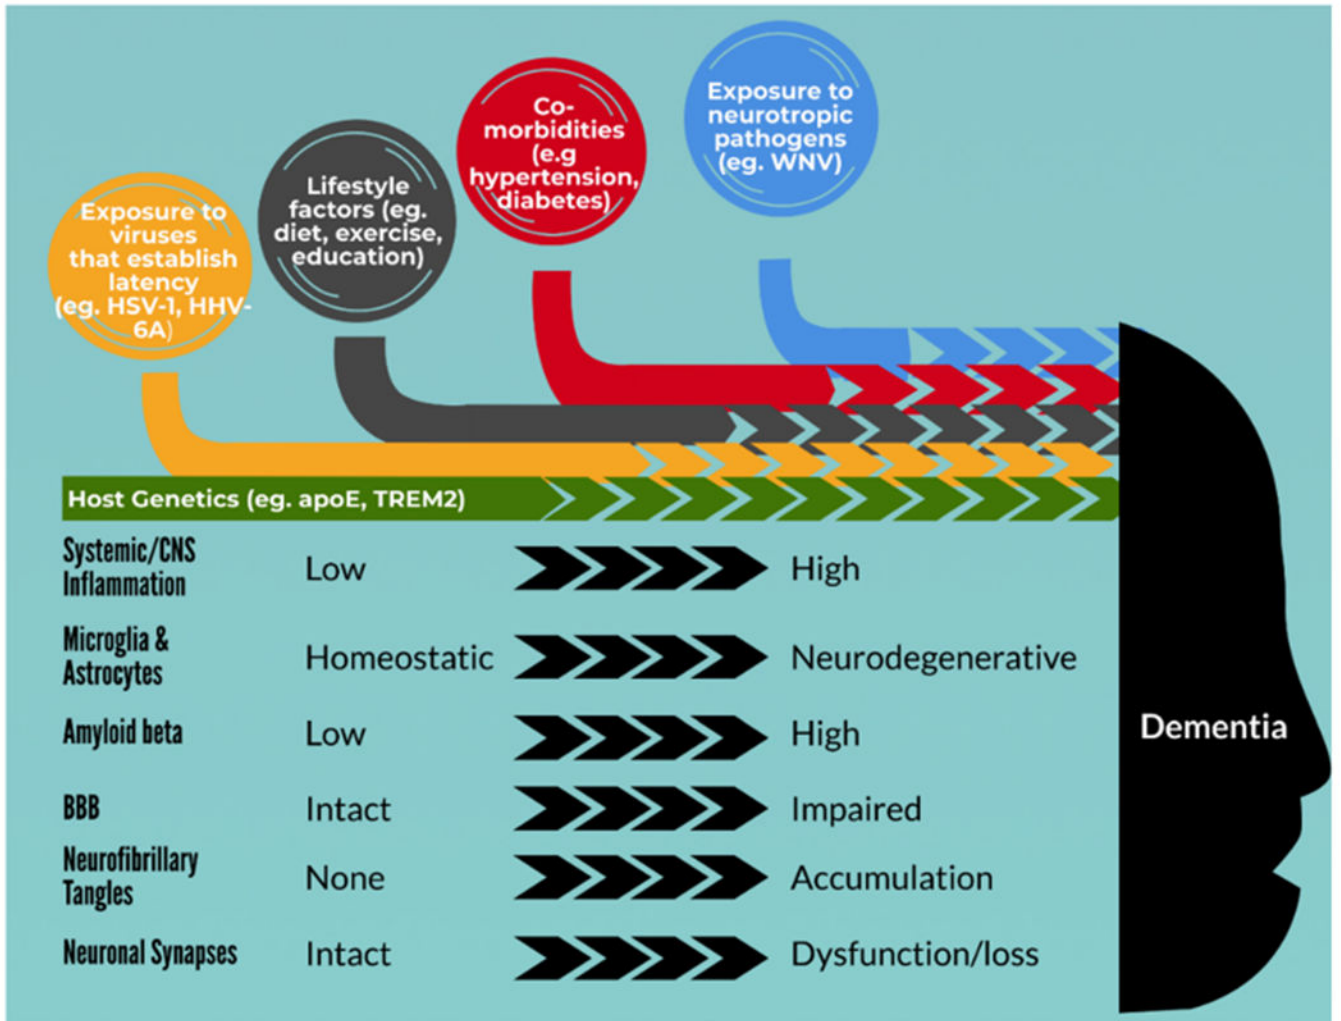 Exposure to
viruses
that establish
latency
(eg. HSV-1, HHV-
6A)
Lifestyle
factors (eg.
diet, exercise,
education)
Co-
morbidities
(e.g
hypertension,
diabetes)
Exposure to
neurotropic
pathogens
(eg. WNV)
Host Genetics (eg. apoE, TREM2)
Systemic/CNS
Inflammation
Low
High
Microglia &
Astrocytes
Homeostatic
Neurodegenerative
Amyloid beta
Low
High
BBB
Intact
Impaired
Neurofibrillary
Tangles
None
Accumulation
Neuronal Synapses
Intact
Dysfunction/loss
Dementia